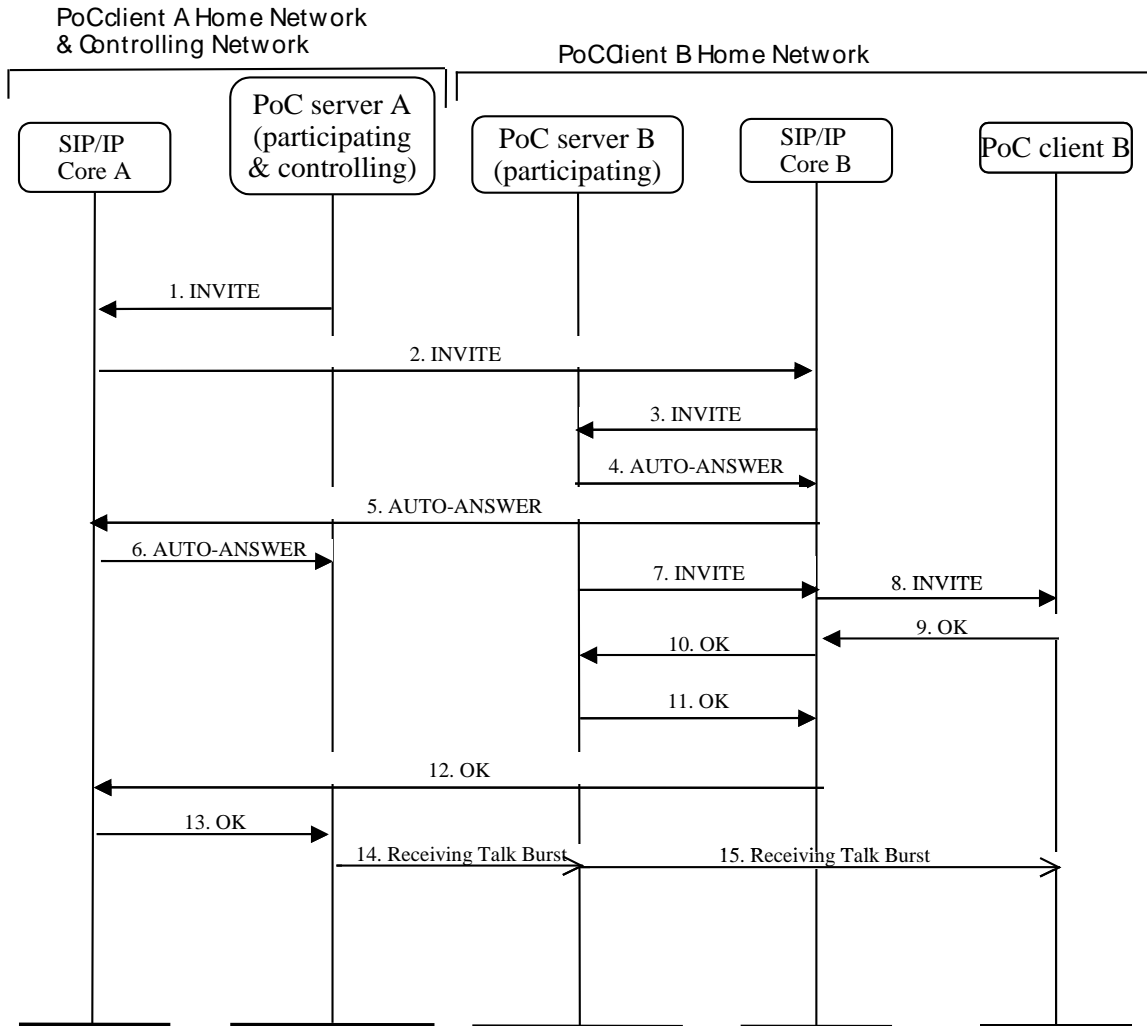 PoCclient A Home Network
& Controlling Network
PoCClient B Home Network
SIP/IP
Core A
PoC server A
(participating
& controlling)
PoC server B
(participating)
SIP/IP
Core B
PoC client B
1. INVITE
2. INVITE
3. INVITE
4. AUTO-ANSWER
5. AUTO-ANSWER
6. AUTO-ANSWER
7. INVITE
8. INVITE
9. OK
10. OK
11. OK
12. OK
13. OK
14. Receiving Talk Burst
15. Receiving Talk Burst